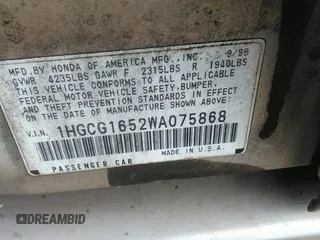 MFD.BY HONDA OF AMERICA MFG.,INC. 9/98
GVWR 4235LBS GAWR F 2315LBS R 1940LBS
THIS VEHICLE CONFORMS TO ALL APPLICABLE
FEDERAL MOTOR VEHICLE SAFETY,BUMPER,
AND THEFT PREVENTION STANDARDS IN EFFECT
ON THE DATE OF MANUFACTURE SHOWN ABOVE.
V.I.N. 1HGCG1652WA075868
PASSENGER CAR MADE IN U.S.A.
DREAMBID